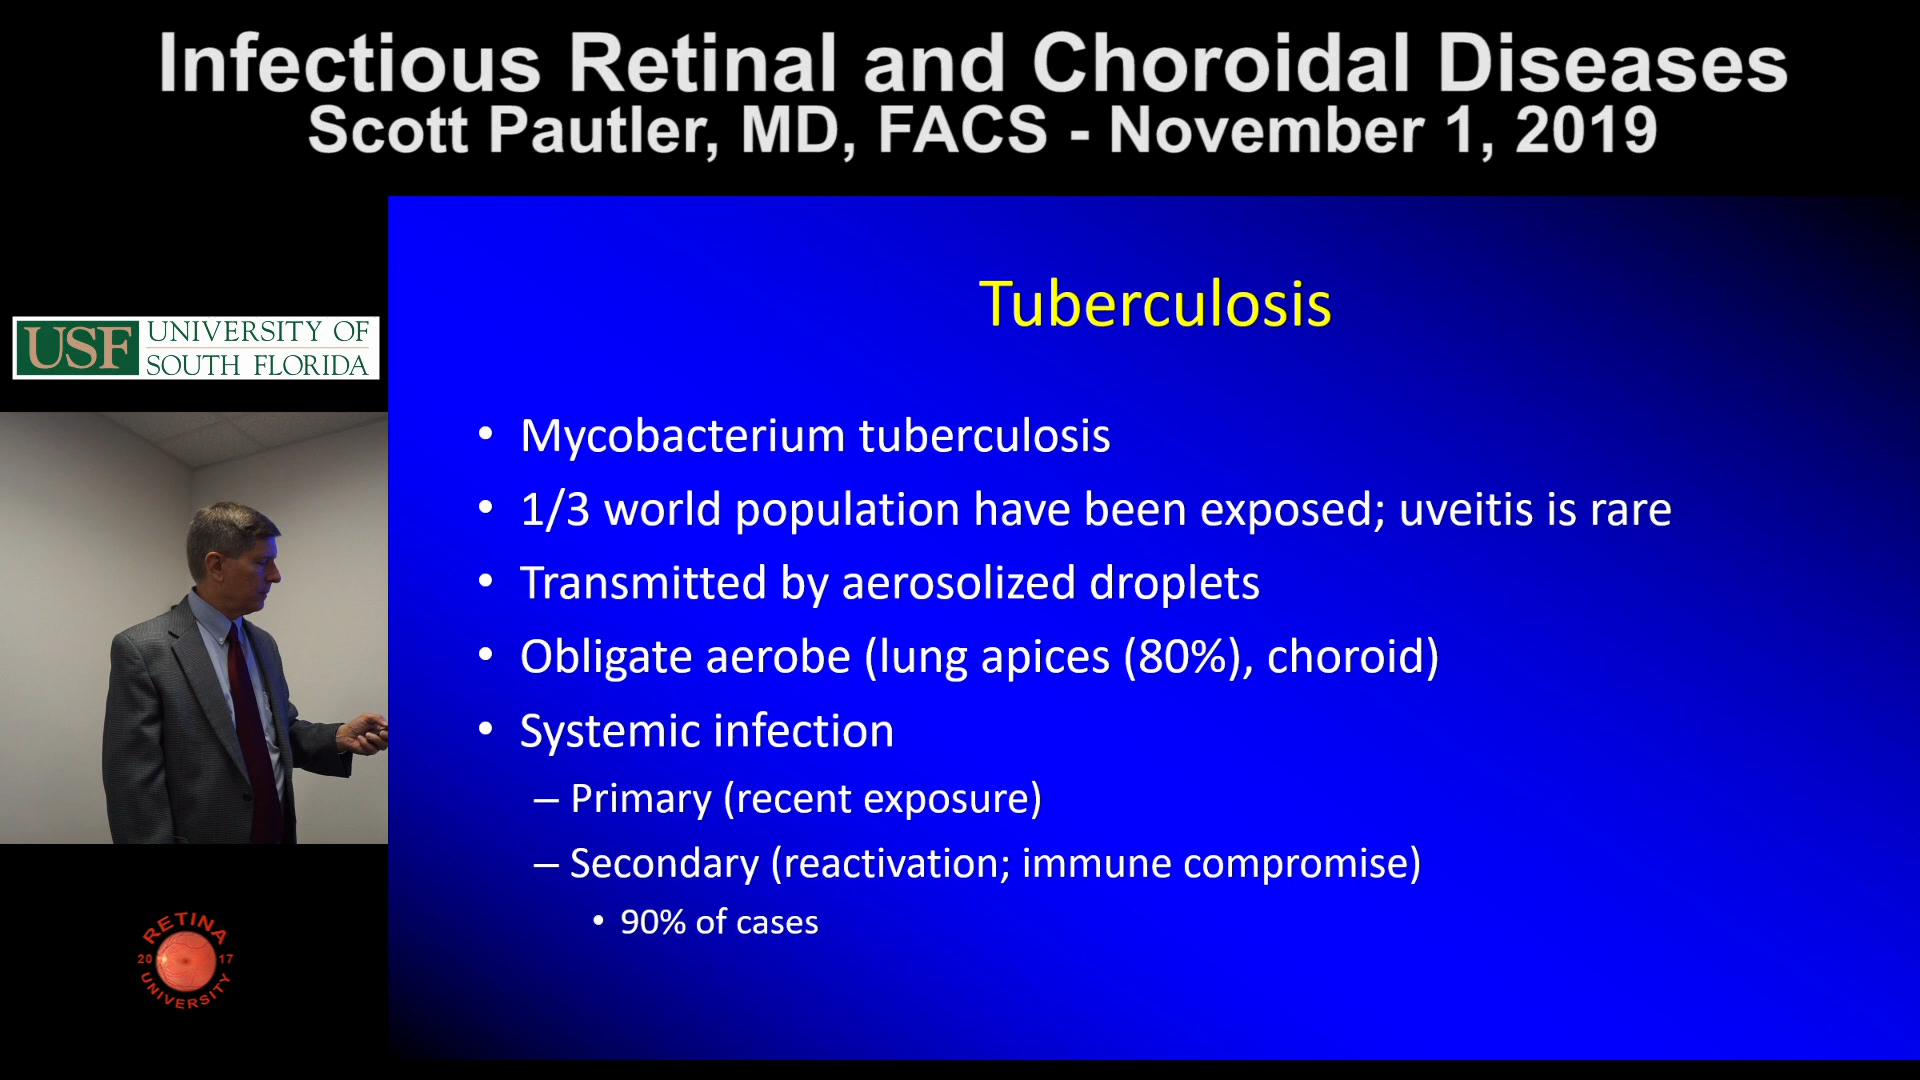 Infectious Retinal and Choroidal Diseases
Scott Pautler, MD, FACS - November 1, 2019
USF UNIVERSITY OF
SOUTH FLORIDA
Tuberculosis
• Mycobacterium tuberculosis
• 1/3 world population have been exposed; uveitis is rare
• Transmitted by aerosolized droplets
• Obligate aerobe (lung apices (80%), choroid)
• Systemic infection
– Primary (recent exposure)
– Secondary (reactivation; immune compromise)
• 90% of cases
RETINA
20 17
UNIVERSITY